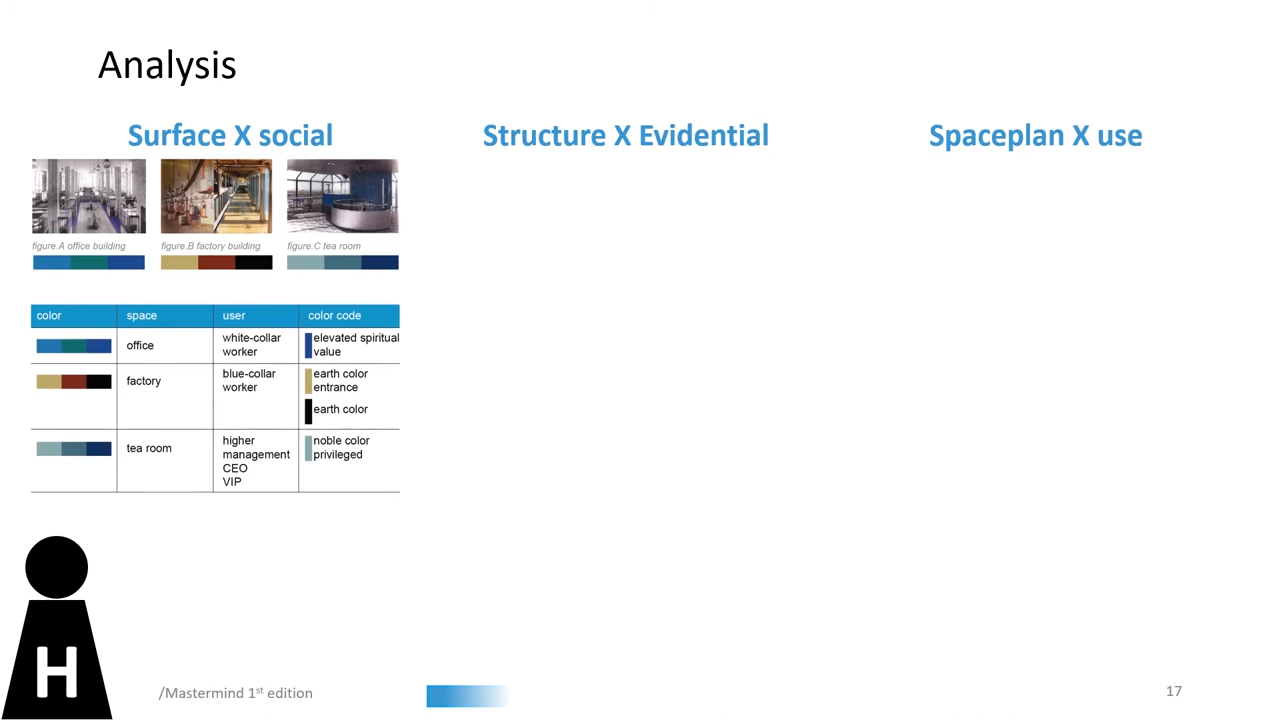 Analysis
Surface X social
Structure X Evidential
Spaceplan X use
figure.A office building
figure.B factory building
figure.C tea room
color space user color code
office
white-collar
worker
elevated spiritual
value
factory
blue-collar
worker
earth color
entrance
earth color
tea room
higher
management
CEO
VIP
noble color
privileged
H
/Mastermind 1st edition
17